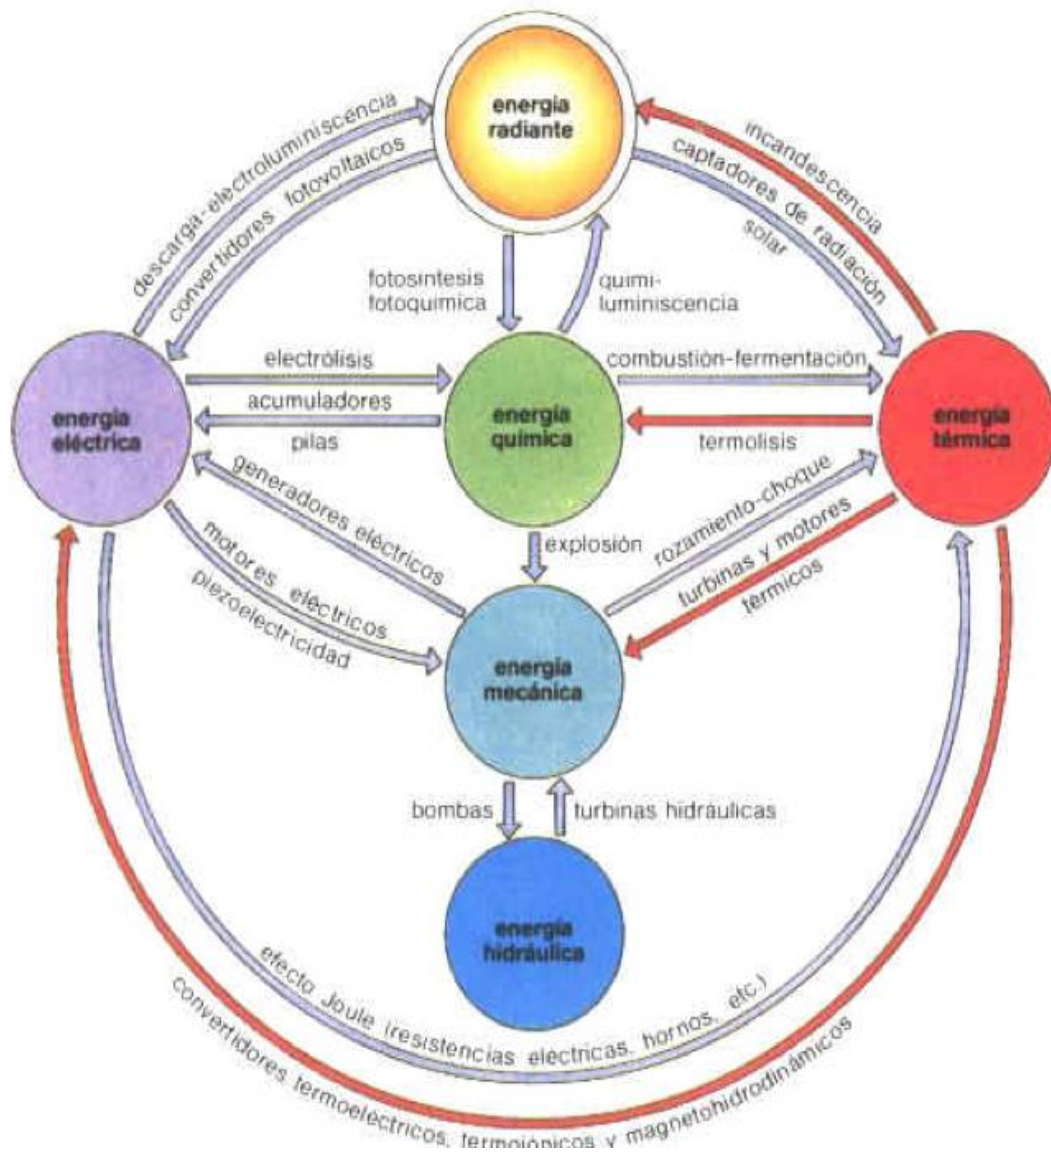 energía
radiante
descarga-electroluminiscencia
convertidores fotovoltaicos
incandescencia
captadores de radiación
solar
fotosíntesis
fotoquímica
quimi-
luminiscencia
energía
eléctrica
electrólisis
acumuladores
pilas
energía
química
combustión-fermentación
termolisis
energía
térmica
generadores eléctricos
motores eléctricos
piezoelectricidad
explosión
rozamiento-choque
turbinas y motores
térmicos
energía
mecánica
bombas
turbinas hidráulicas
energía
hidráulica
efecto Joule (resistencias eléctricas, hornos, etc.)
convertidores termoeléctricos, termoiónicos y magnetohidrodinámicos